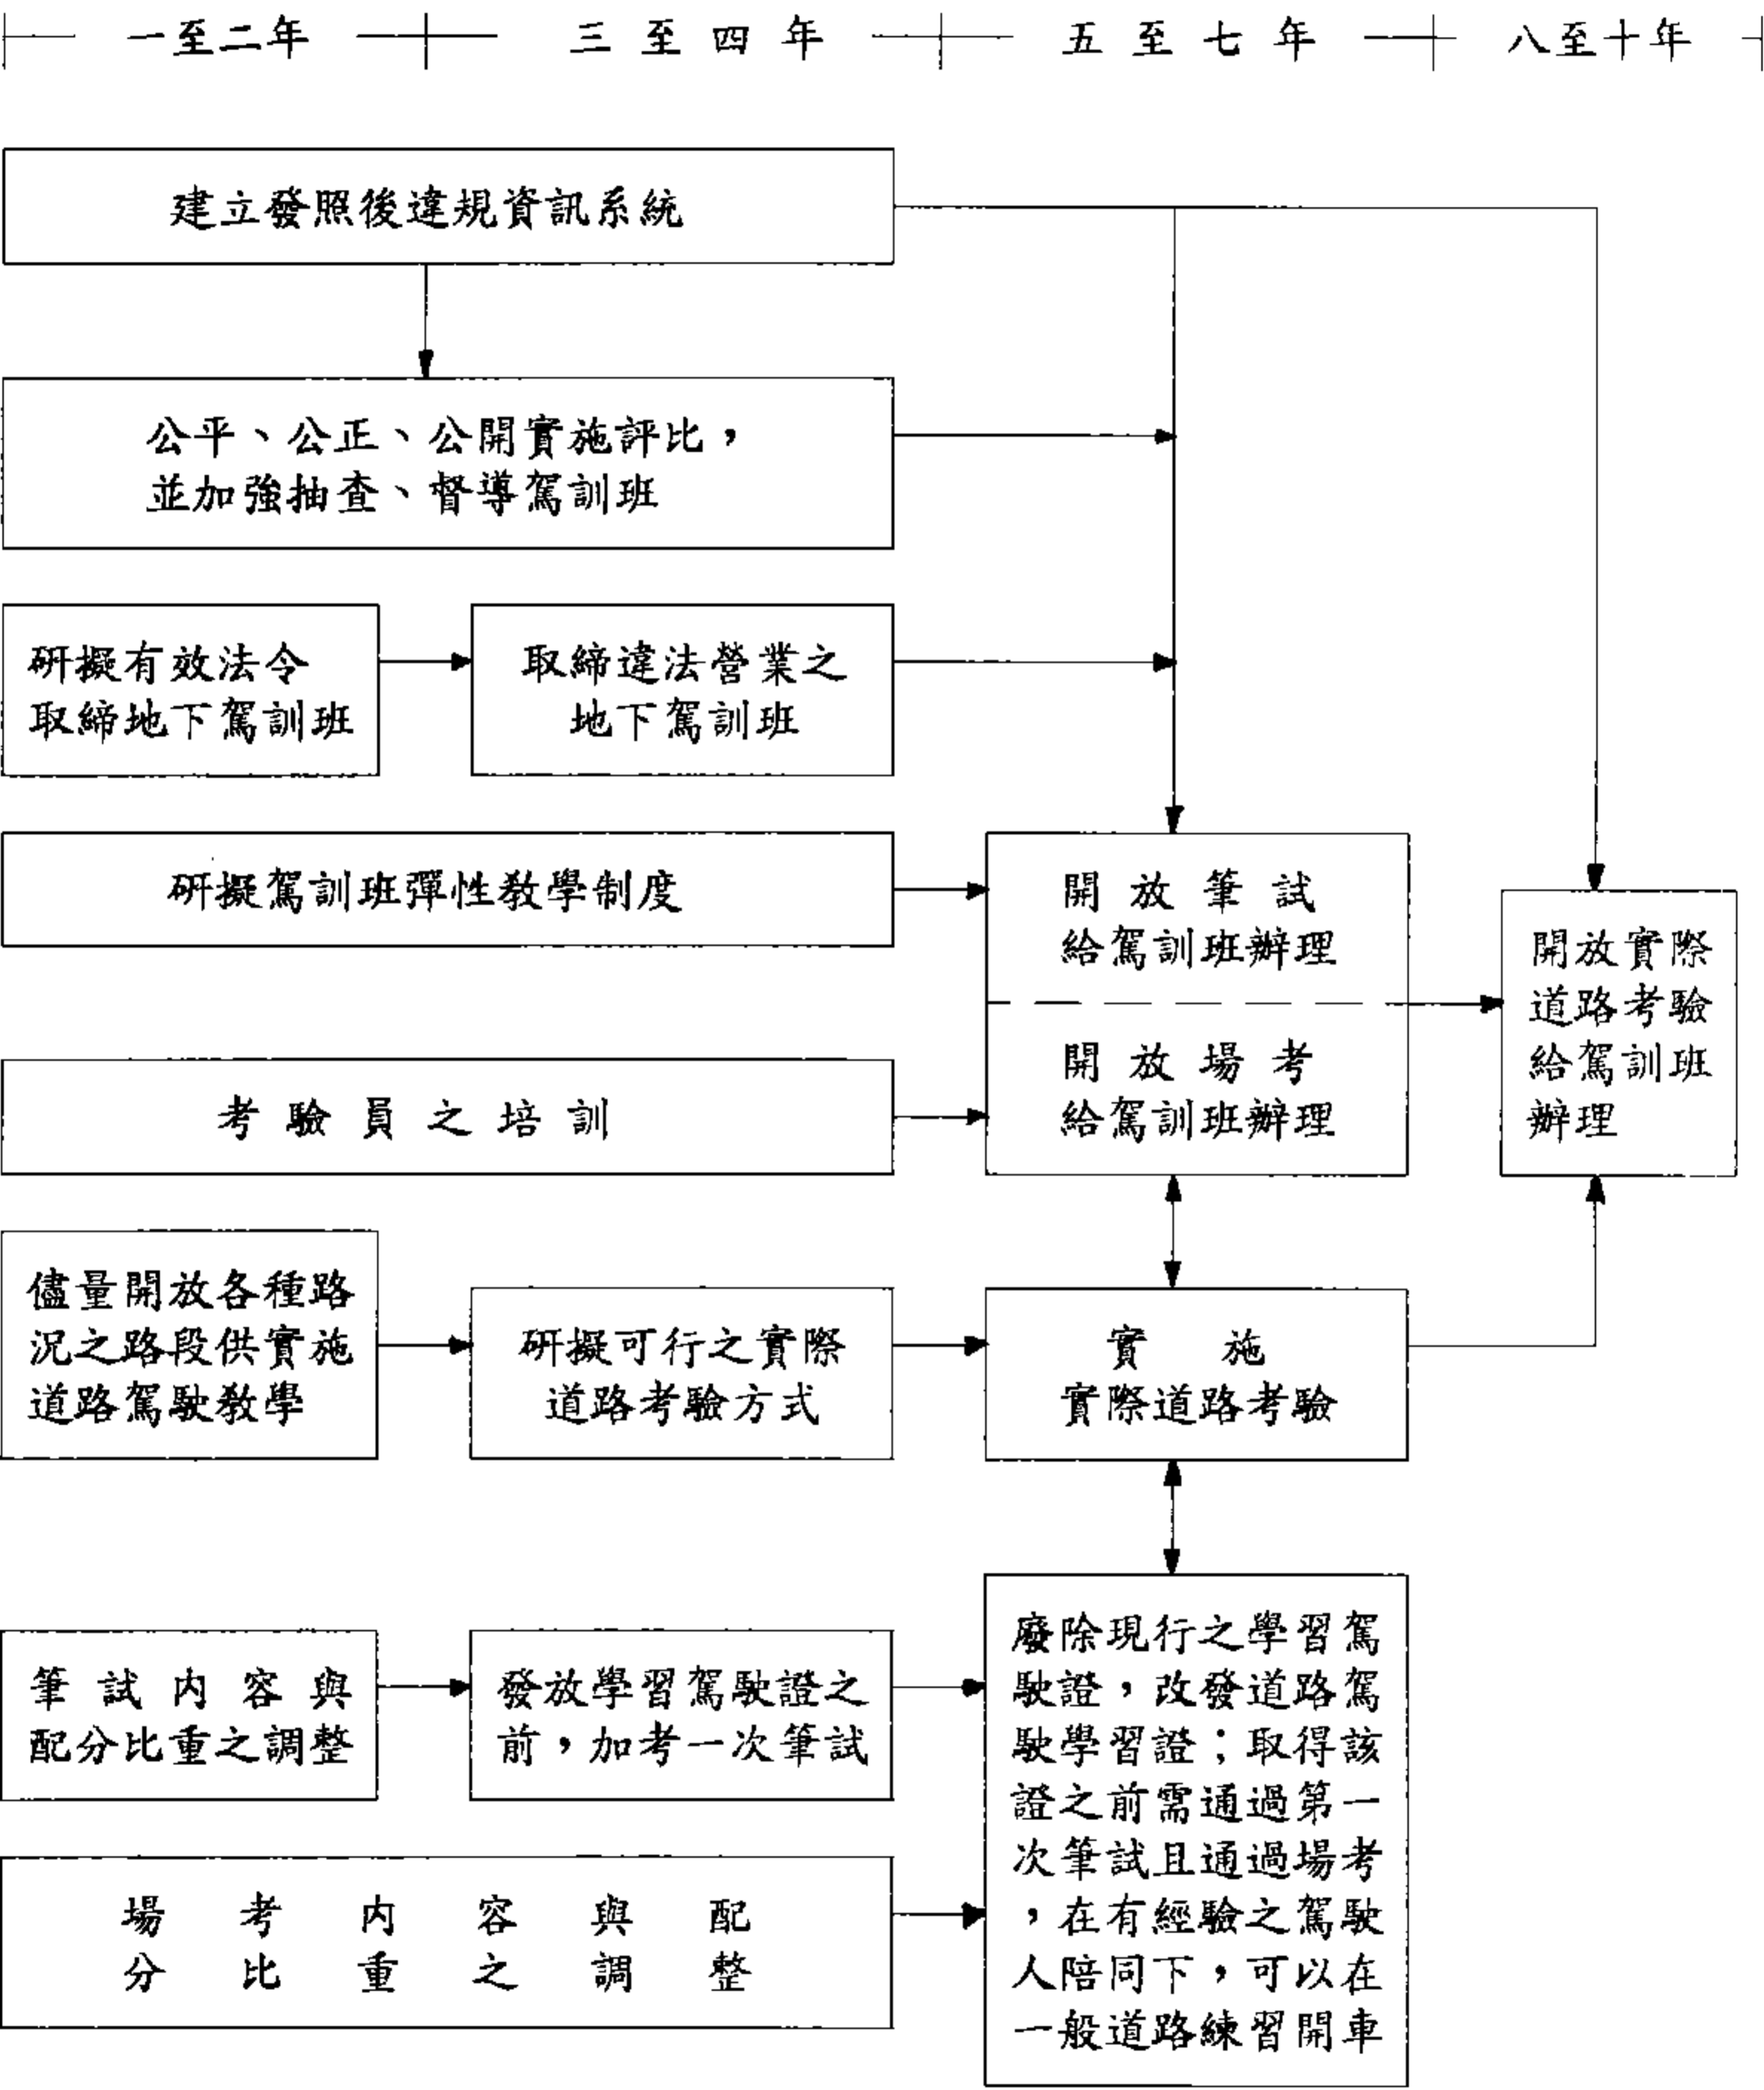 一至二年
三至四年
五至七年
八至十年
建立發照後違規資訊系統
公平、公正、公開實施評比，
並加強抽查、督導駕訓班
研擬有效法令
取締地下駕訓班
取締違法營業之
地下駕訓班
研擬駕訓班彈性教學制度
開放筆試
給駕訓班辦理
開放場考
給駕訓班辦理
開放實際
道路考驗
給駕訓班
辦理
考驗員之培訓
儘量開放各種路
況之路段供實施
道路駕駛教學
研擬可行之實際
道路考驗方式
實施
實際道路考驗
筆試內容與
配分比重之調整
發放學習駕駛證之
前，加考一次筆試
場考內容與配
分比重之調整
廢除現行之學習駕
駛證，改發道路駕
駛學習證；取得該
證之前需通過第一
次筆試且通過場考
，在有經驗之駕駛
人陪同下，可以在
一般道路練習開車